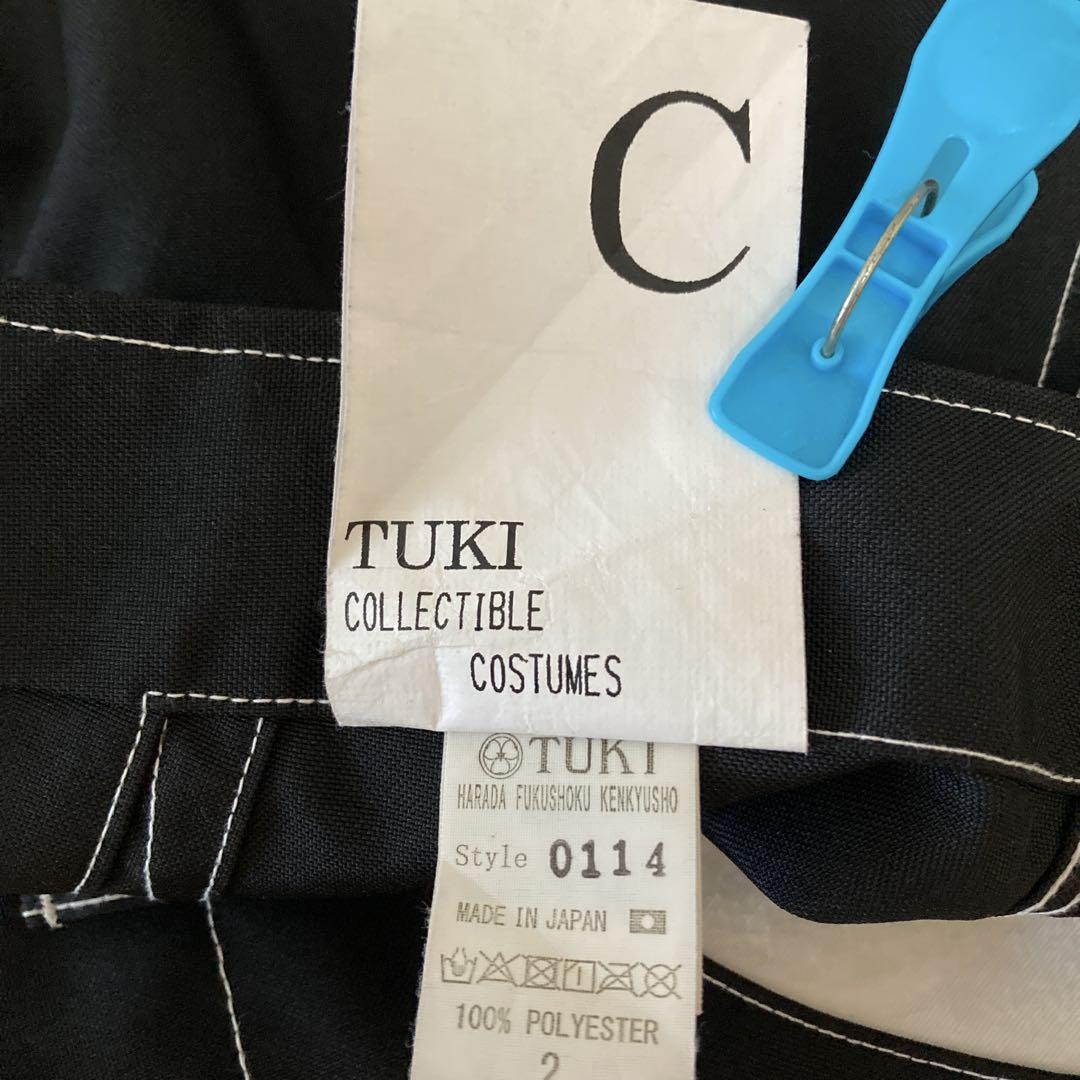 C
TUKI
COLLECTIBLE
COSTUMES
TUKI
HARADA FUKUSHOKU KENKYUSHO
Style 0114
MADE IN JAPAN
100% POLYESTER
2